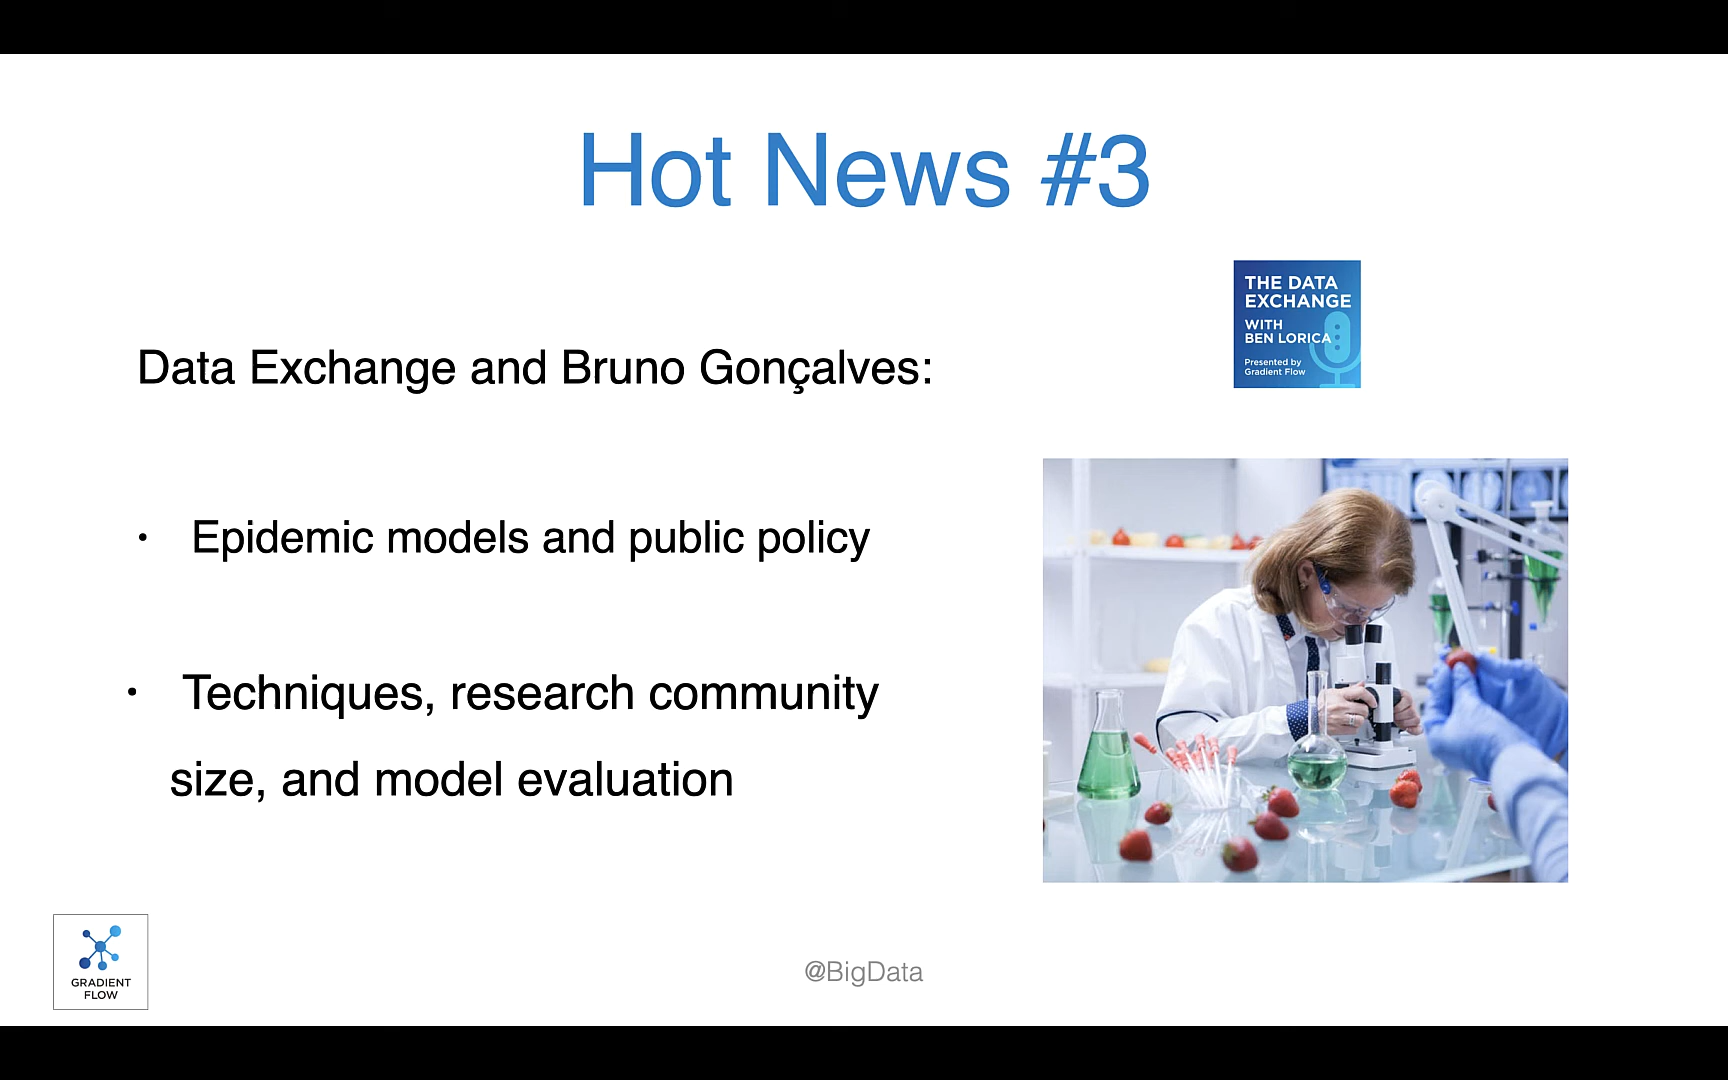 Hot News #3
THE DATA
EXCHANGE
WITH
BEN LORICA
Presented by
Gradient Flow
Data Exchange and Bruno Gonçalves:
• Epidemic models and public policy
• Techniques, research community
size, and model evaluation
GRADIENT
FLOW
@BigData